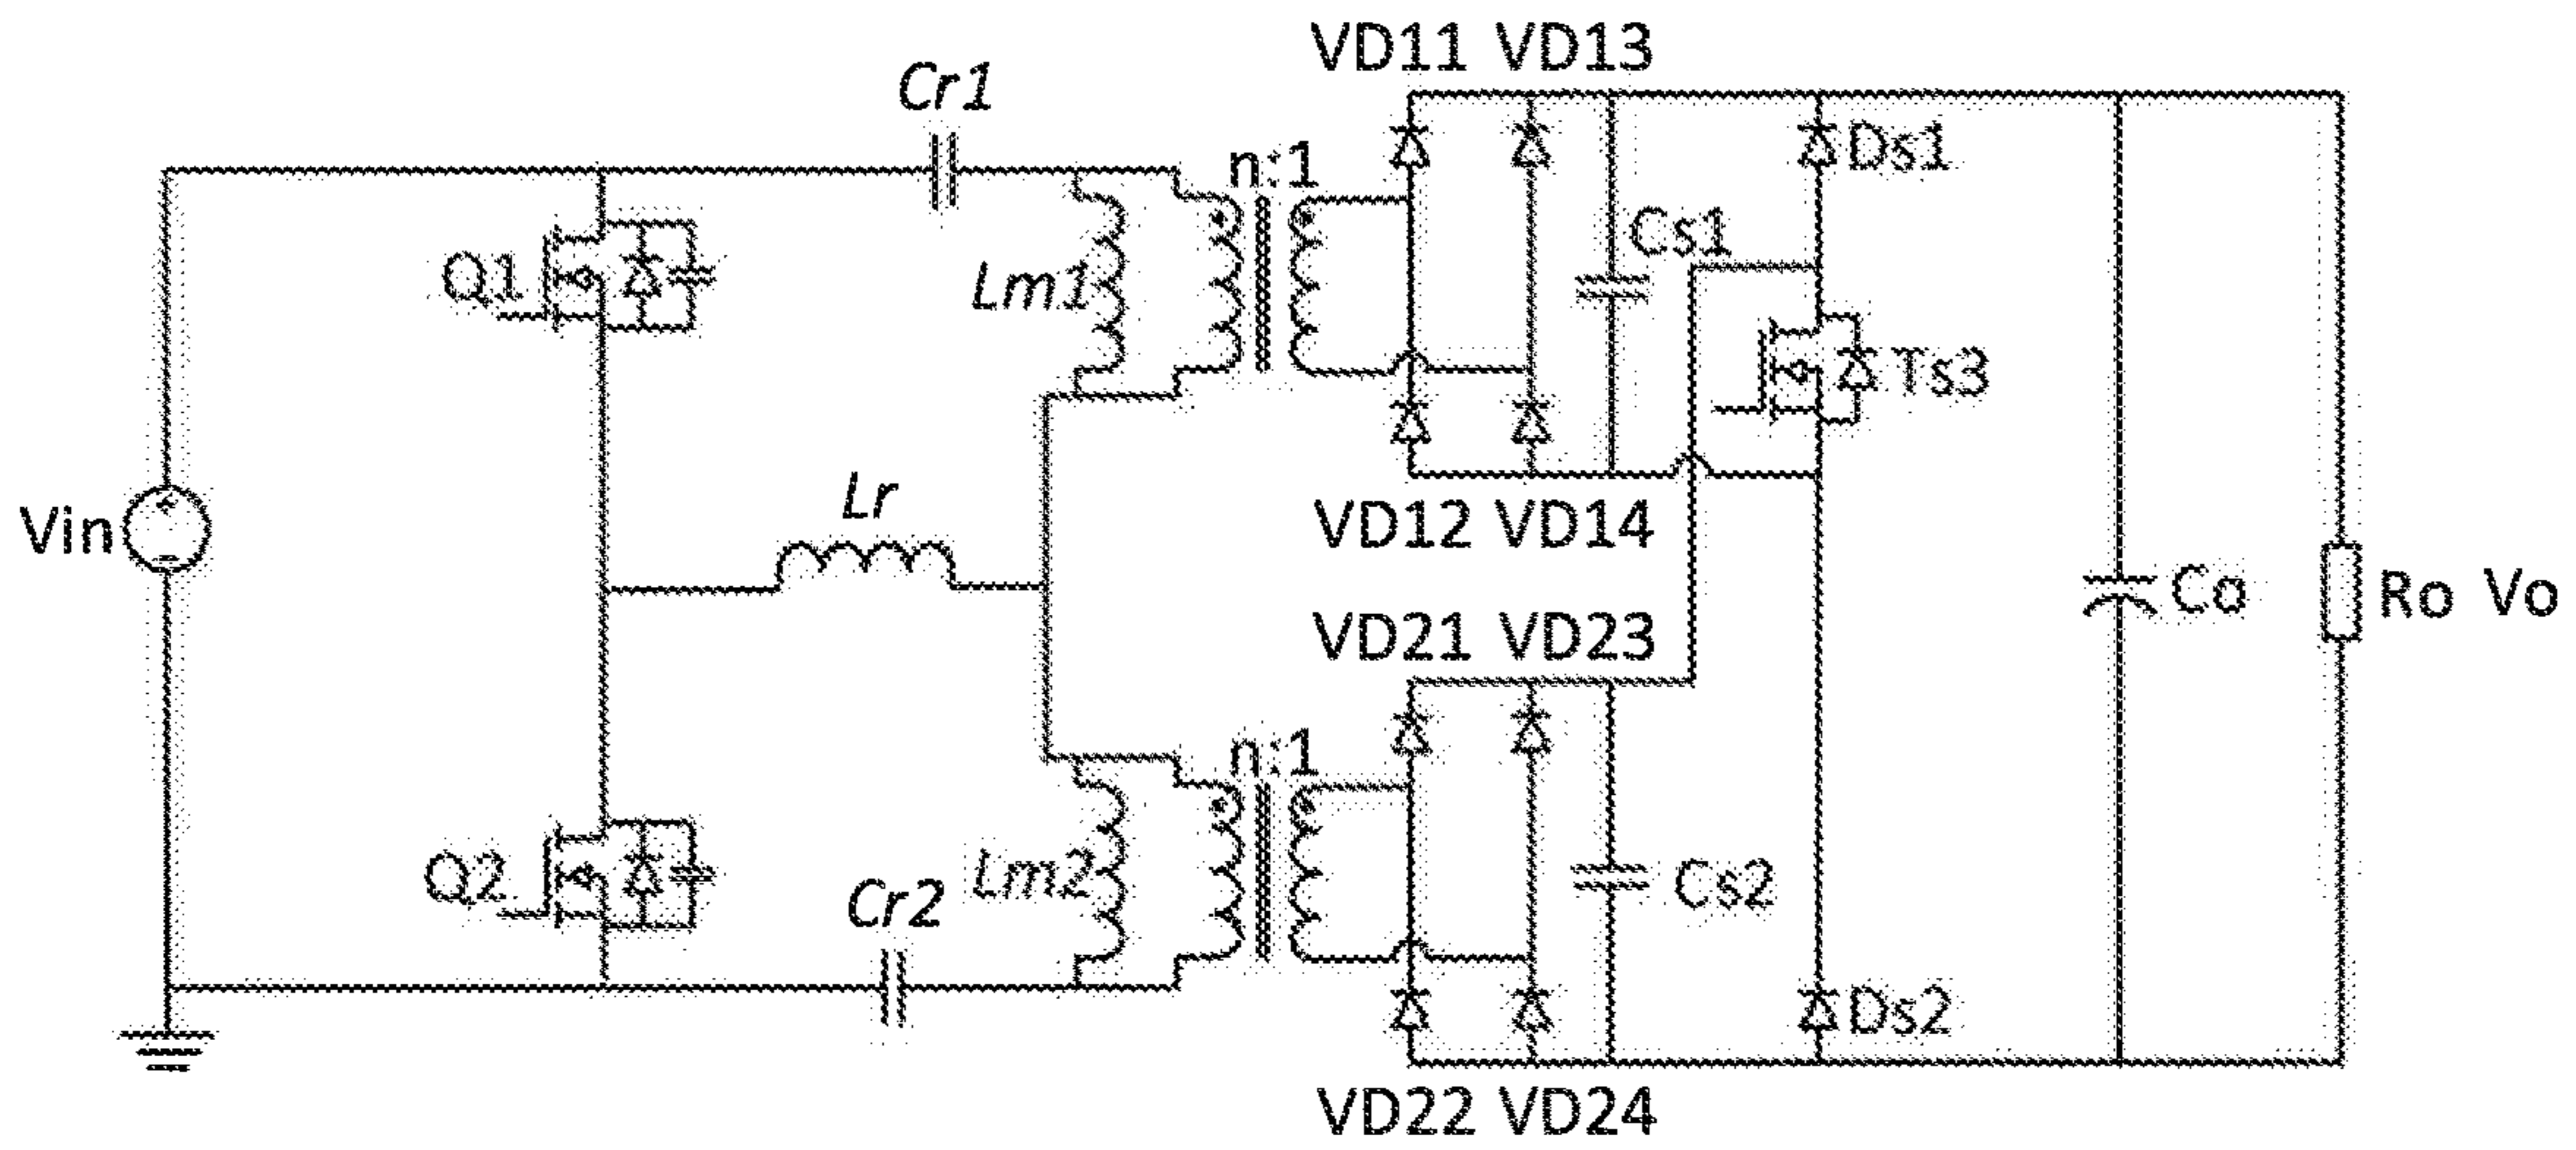 VD11 VD13
Cr1
n:1
Ds1
Cs1
Q1
Lm1
Ts3
Lr
VD12 VD14
Vin
Co
Ro Vo
VD21 VD23
n:1
Q2
Lm2
Cr2
Cs2
Ds2
VD22 VD24